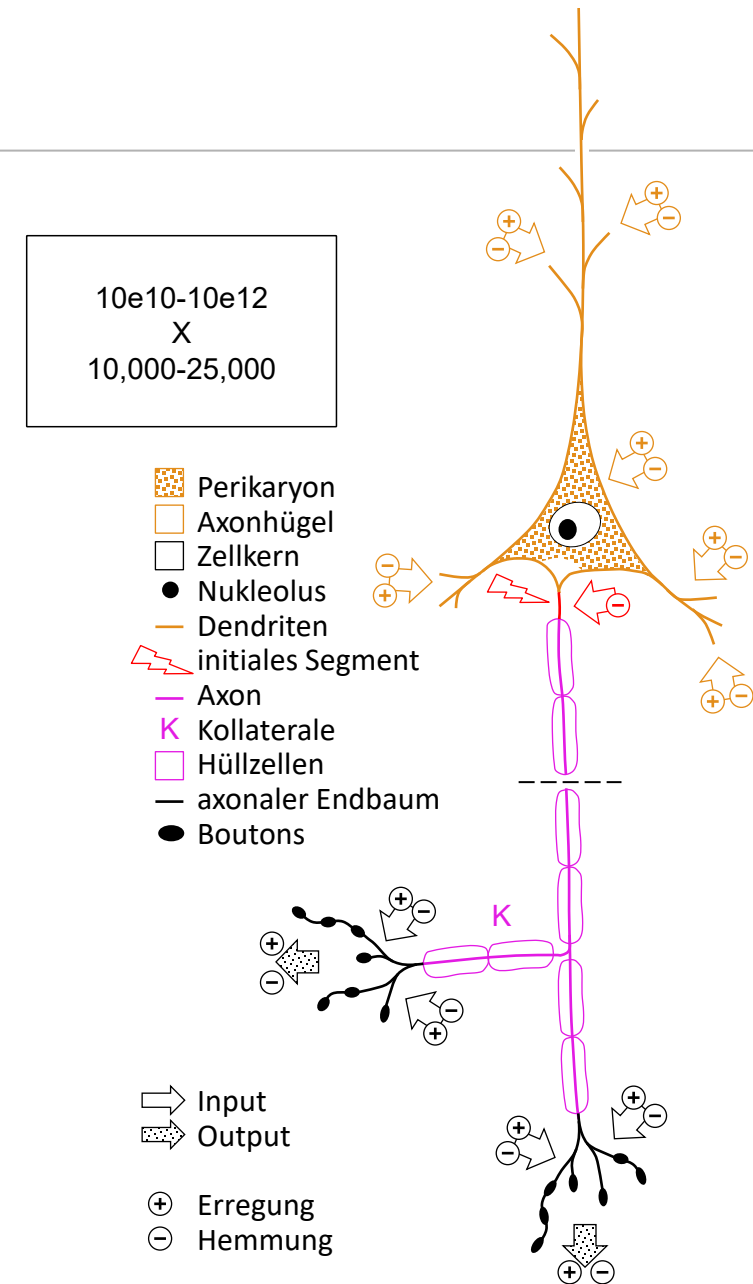 10e10-10e12
X
10,000-25,000
Perikaryon
Axonhügel
Zellkern
Nukleolus
Dendriten
initiales Segment
Axon
K Kollaterale
Hüllzellen
axonaler Endbaum
Boutons
K
Input
Output
+ Erregung
− Hemmung